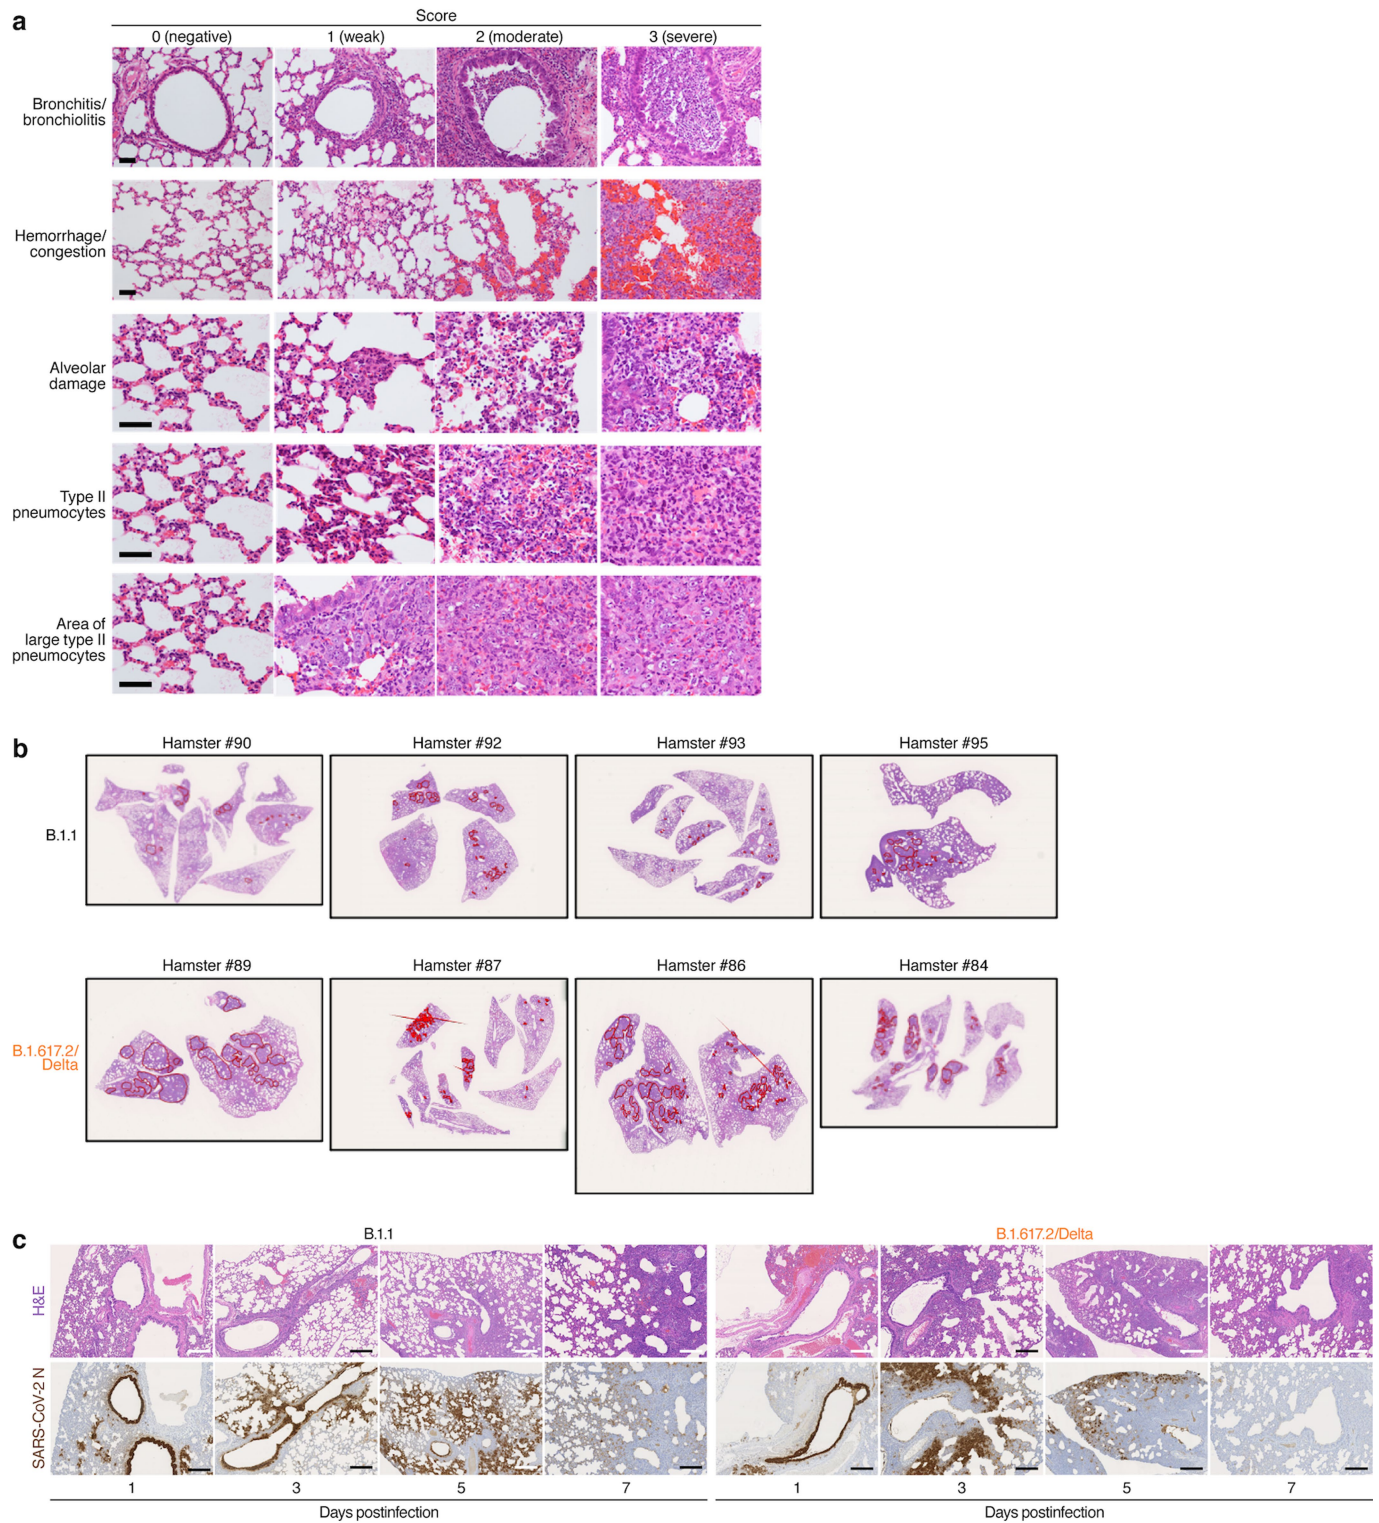 a
Score
0 (negative)
1 (weak)
2 (moderate)
3 (severe)
Bronchitis/
bronchiolitis
Hemorrhage/
congestion
Alveolar
damage
Type II
pneumocytes
Area of
large type II
pneumocytes
b
Hamster #90
Hamster #92
Hamster #93
Hamster #95
B.1.1
Hamster #89
Hamster #87
Hamster #86
Hamster #84
B.1.617.2/
Delta
c
B.1.1
B.1.617.2/Delta
H&E
SARS-CoV-2 N
1
3
5
7
1
3
5
7
Days postinfection
Days postinfection